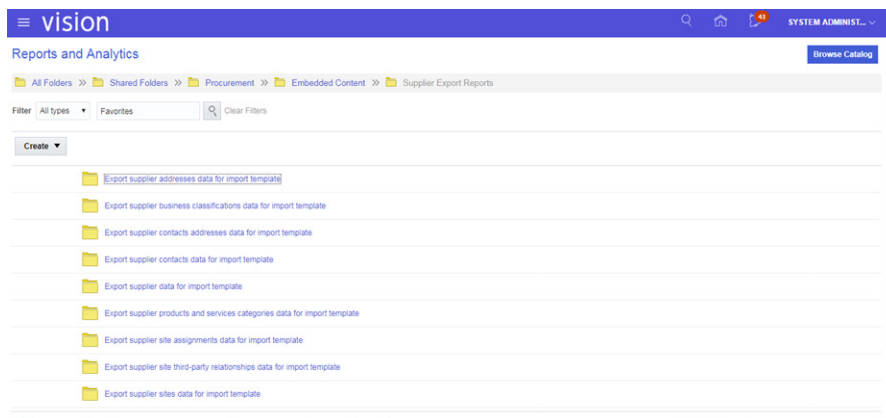 vision
43
SYSTEM ADMINIST...
Reports and Analytics
Browse Catalog
All Folders >> Shared Folders >> Procurement >> Embedded Content >> Supplier Export Reports
Filter All types Favorites Clear Filters
Create
Export supplier addresses data for import template
Export supplier business classifications data for import template
Export supplier contacts addresses data for import template
Export supplier contacts data for import template
Export supplier data for import template
Export supplier products and services categories data for import template
Export supplier site assignments data for import template
Export supplier site third-party relationships data for import template
Export supplier sites data for import template